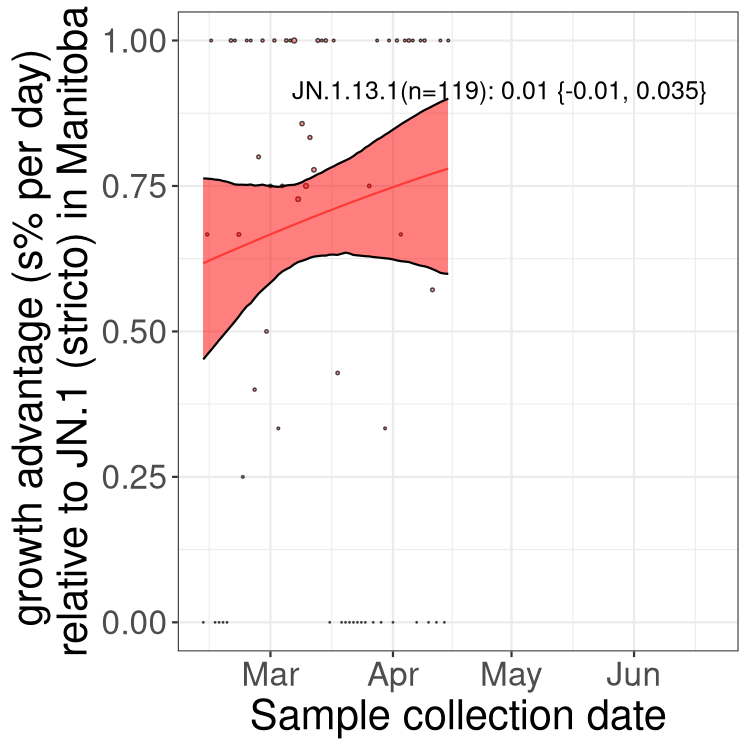 growth advantage (s% per day)
relative to JN.1 (stricto) in Manitoba
1.00
0.75
0.50
0.25
0.00
JN.1.13.1(n=119): 0.01 {-0.01, 0.035}
Mar Apr May Jun
Sample collection date